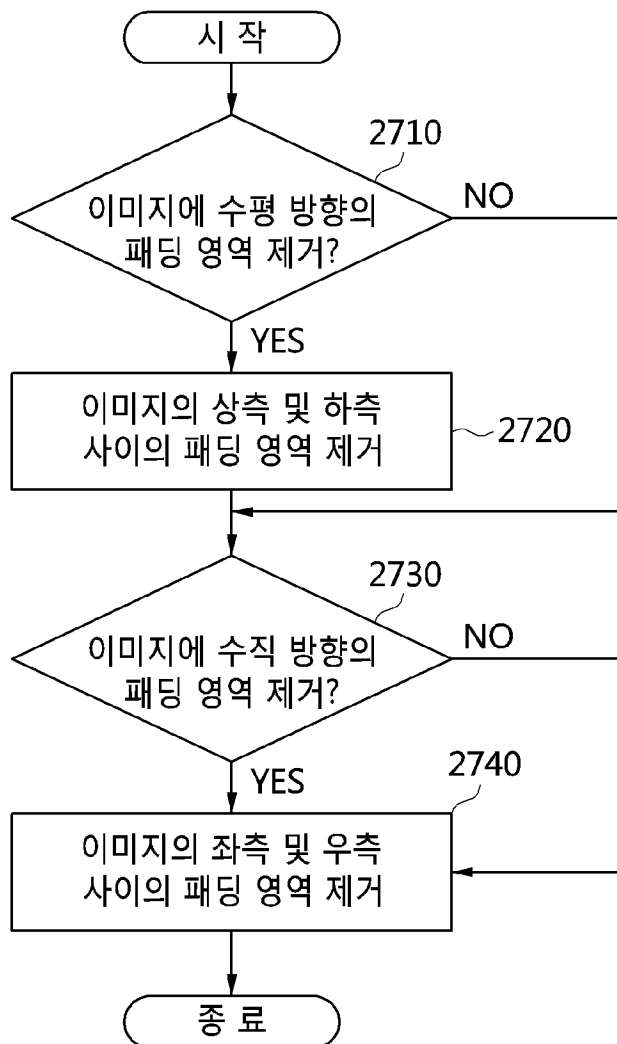 시 작
2710
이미지에 수평 방향의
패딩 영역 제거?
NO
YES
이미지의 상측 및 하측
사이의 패딩 영역 제거
2720
2730
이미지에 수직 방향의
패딩 영역 제거?
NO
YES
2740
이미지의 좌측 및 우측
사이의 패딩 영역 제거
종 료